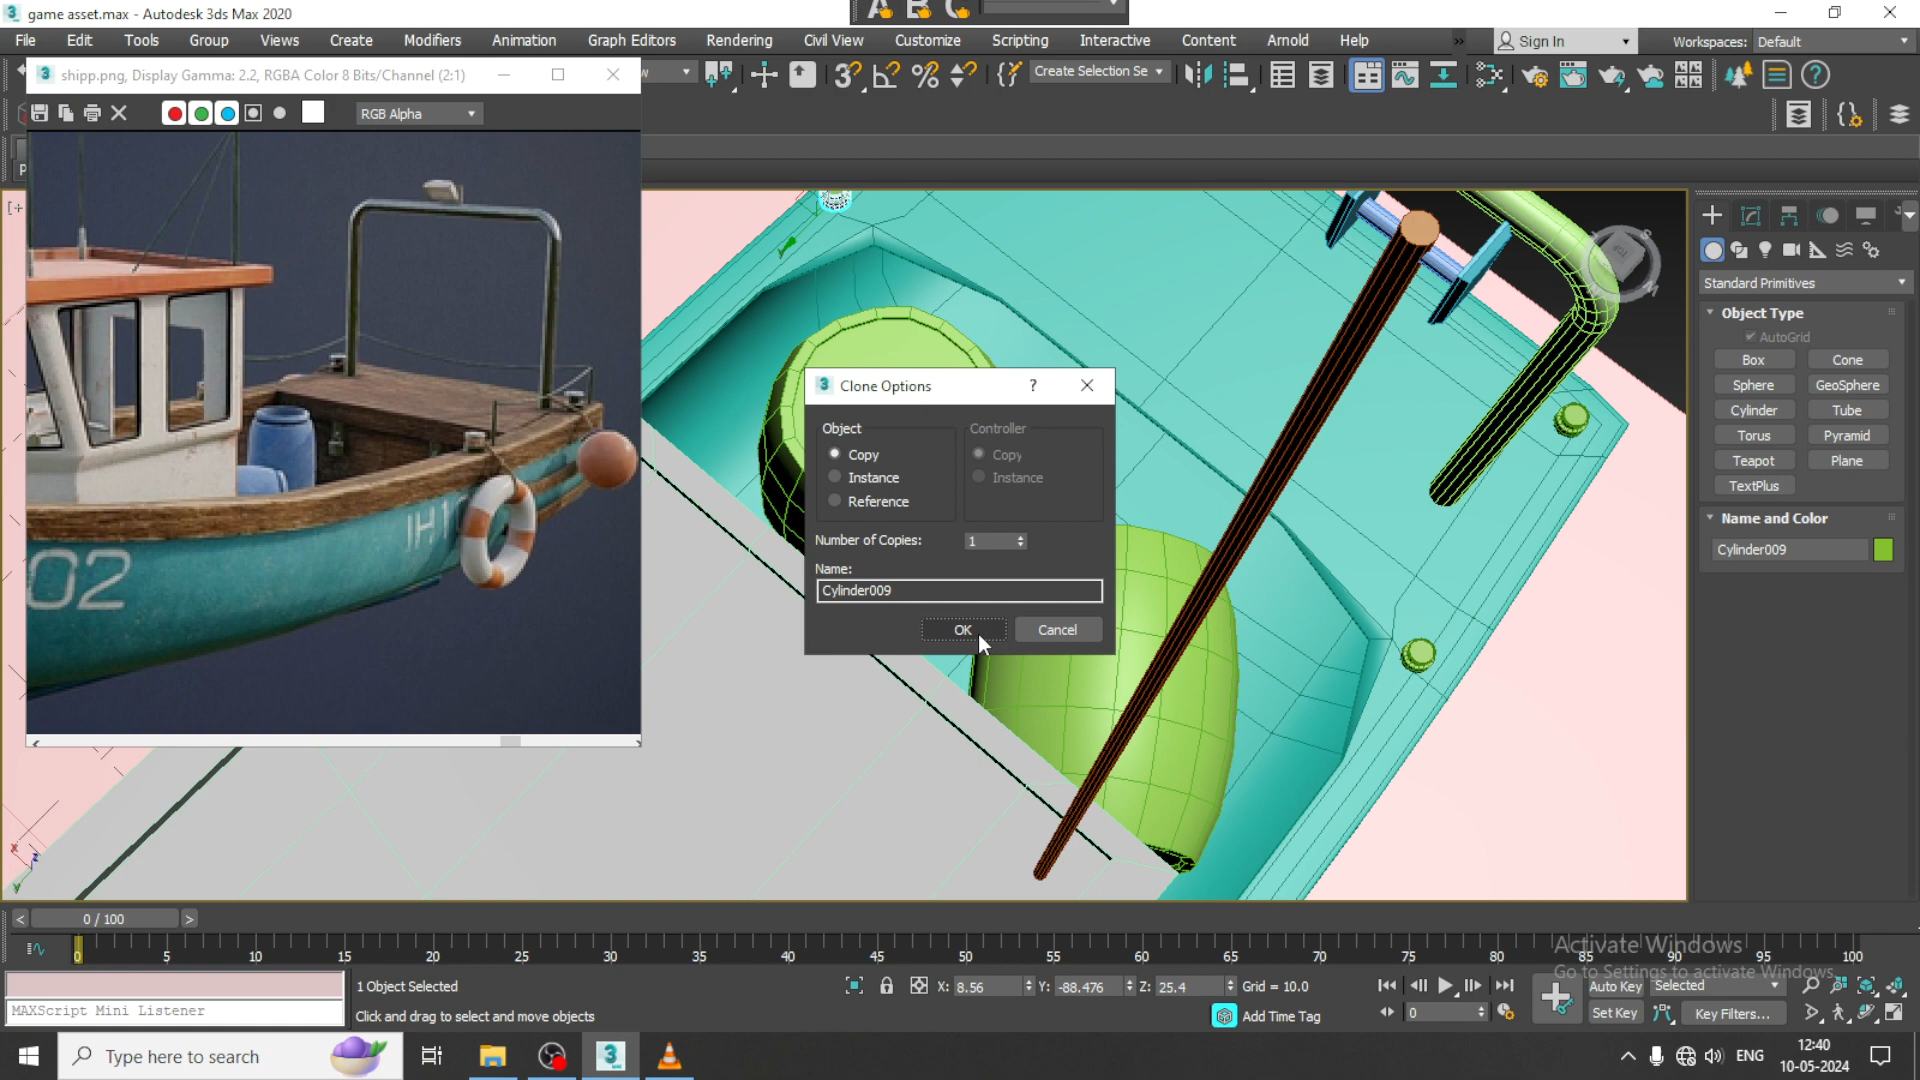 game asset.max - Autodesk 3ds Max 2020
File Edit Tools Group Views Create Modifiers Animation Graph Editors Rendering Civil View Customize Scripting Interactive Content Arnold Help
Sign In
Workspaces: Default
shipp.png, Display Gamma: 2.2, RGBA Color 8 Bits/Channel (2:1)
Create Selection Se
RGB Alpha
[+
02
IH1
Clone Options
?
Object
Copy
Instance
Reference
Controller
Copy
Instance
Number of Copies: 1
Name:
Cylinder009
OK Cancel
Standard Primitives
Object Type
AutoGrid
Box Cone
Sphere GeoSphere
Cylinder Tube
Torus Pyramid
Teapot Plane
TextPlus
Name and Color
Cylinder009
< 0 / 100 >
0 5 10 15 20 25 30 35 40 45 50 55 60 65 70 75 80 85 90 95 100
Activate Windows
Go to Settings to activate Windows.
1 Object Selected
X: 8.56 Y: -88.476 Z: 25.4 Grid = 10.0
Auto Key Selected
MAXScript Mini Listener
Click and drag to select and move objects
Add Time Tag
0
Set Key Key Filters...
Type here to search
ENG
12:40
10-05-2024